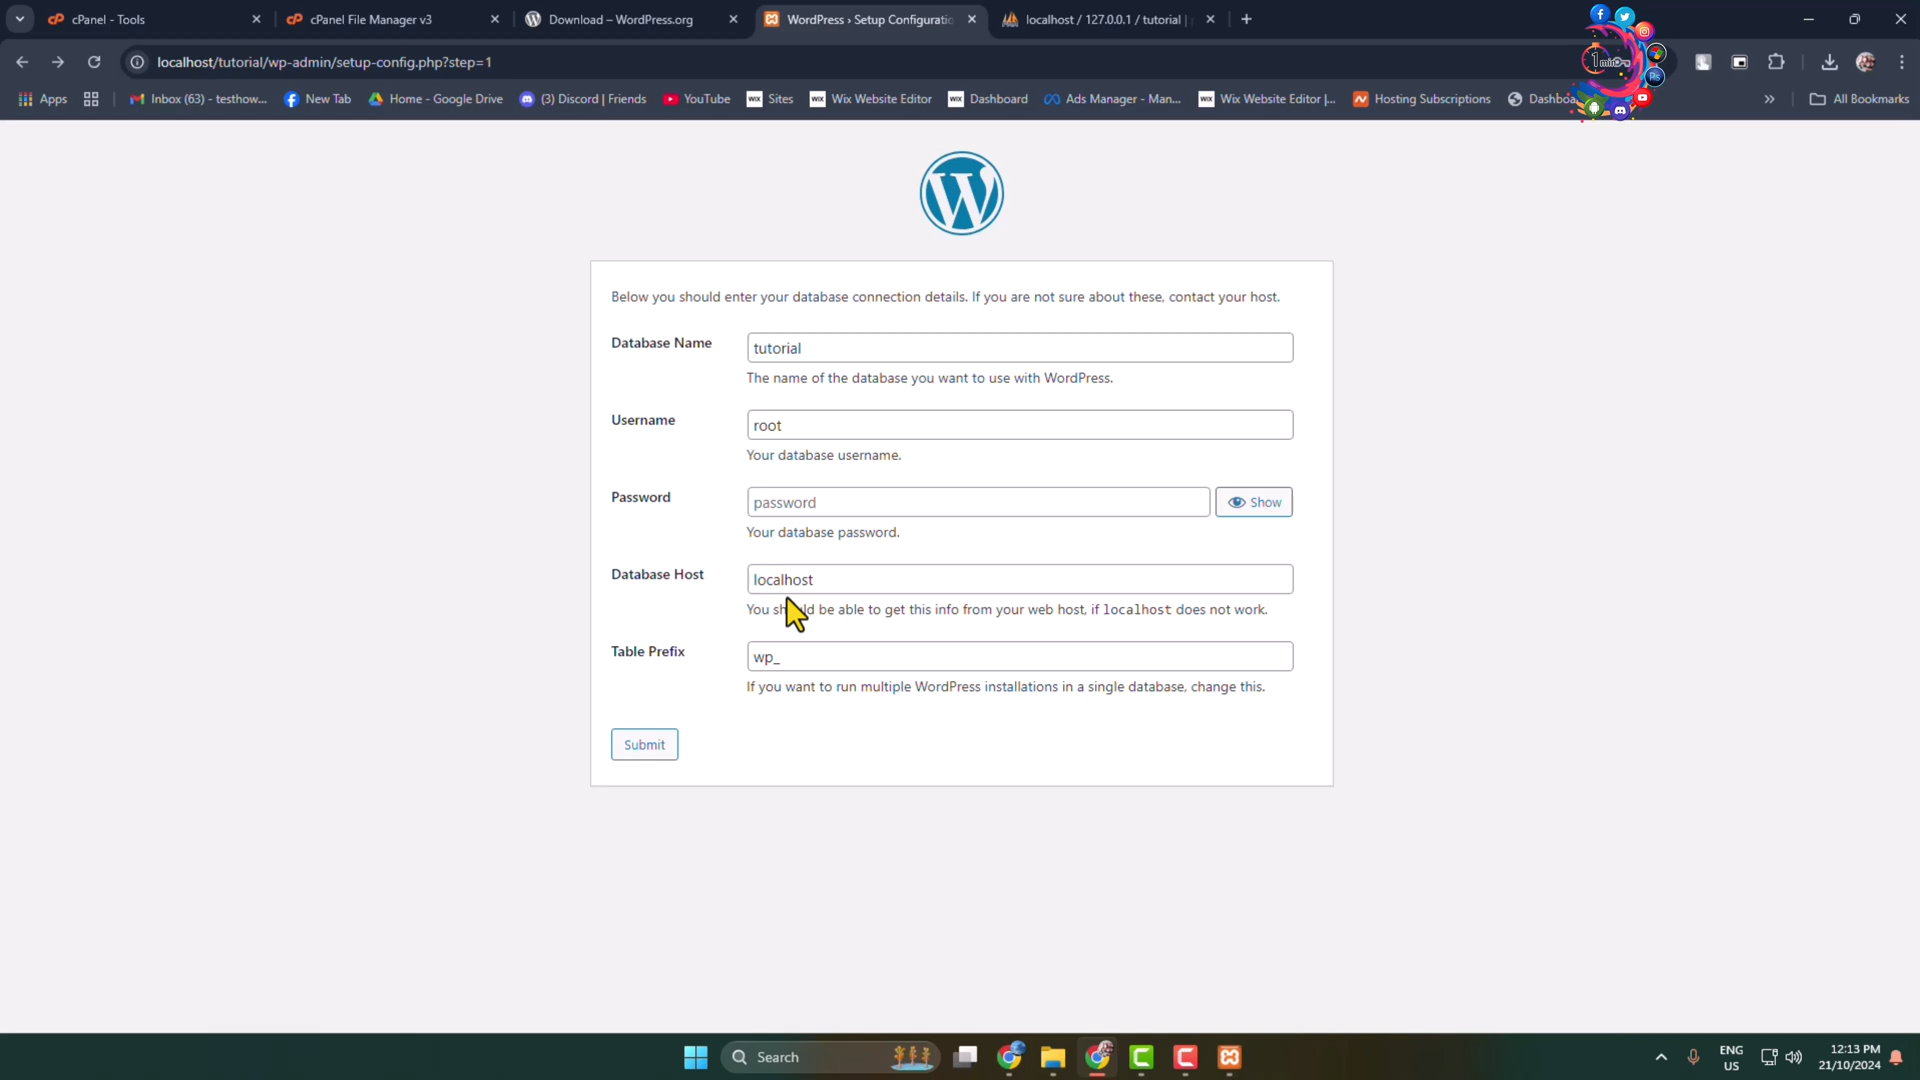 cPanel - Tools
cPanel File Manager v3
Download – WordPress.org
WordPress › Setup Configuratio
localhost / 127.0.0.1 / tutorial |
localhost/tutorial/wp-admin/setup-config.php?step=1
Apps
Inbox (63) - testhow...
New Tab
Home - Google Drive
(3) Discord | Friends
YouTube
Sites
Wix Website Editor
Dashboard
Ads Manager - Man...
Wix Website Editor |...
Hosting Subscriptions
All Bookmarks
Below you should enter your database connection details. If you are not sure about these, contact your host.
Database Name
tutorial
The name of the database you want to use with WordPress.
Username
root
Your database username.
Password
password
Show
Your database password.
Database Host
localhost
You should be able to get this info from your web host, if localhost does not work.
Table Prefix
wp_
If you want to run multiple WordPress installations in a single database, change this.
Submit
Search
ENG
US
12:13 PM
21/10/2024